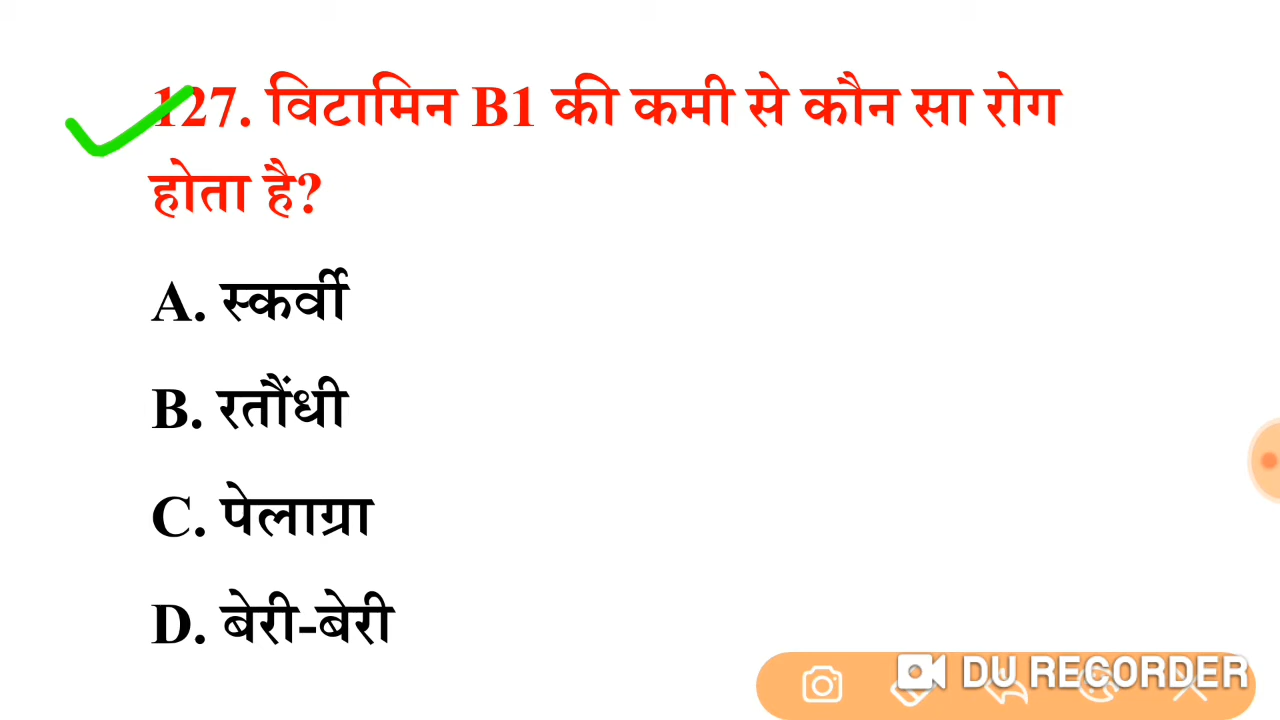 127. विटामिन B1 की कमी से कौन सा रोग
होता है?
A. स्कर्वी
B. रतौंधी
C. पेलाग्रा
D. बेरी-बेरी
DU RECORDER